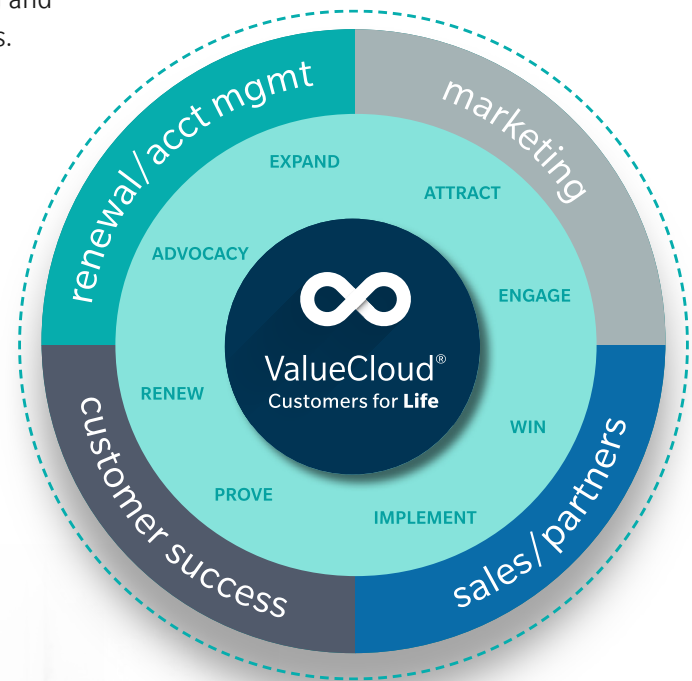 and
s.
renewal/acct mgmt
marketing
EXPAND
ATTRACT
ADVOCACY
ENGAGE
ValueCloud®
Customers for Life
RENEW
WIN
PROVE
IMPLEMENT
customer success
sales/partners